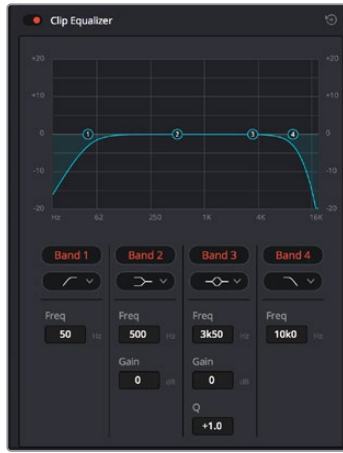 Clip Equalizer
+20 +20
+10 +10
1 2 3 4
0 0
-10 -10
-20 -20
Hz 62 250 1K 4K 16K
Band 1 Band 2 Band 3 Band 4
Freq Freq Freq Freq
50 Hz 500 Hz 3k50 Hz 10k0 Hz
Gain Gain
0 dB 0 dB
Q
+1.0